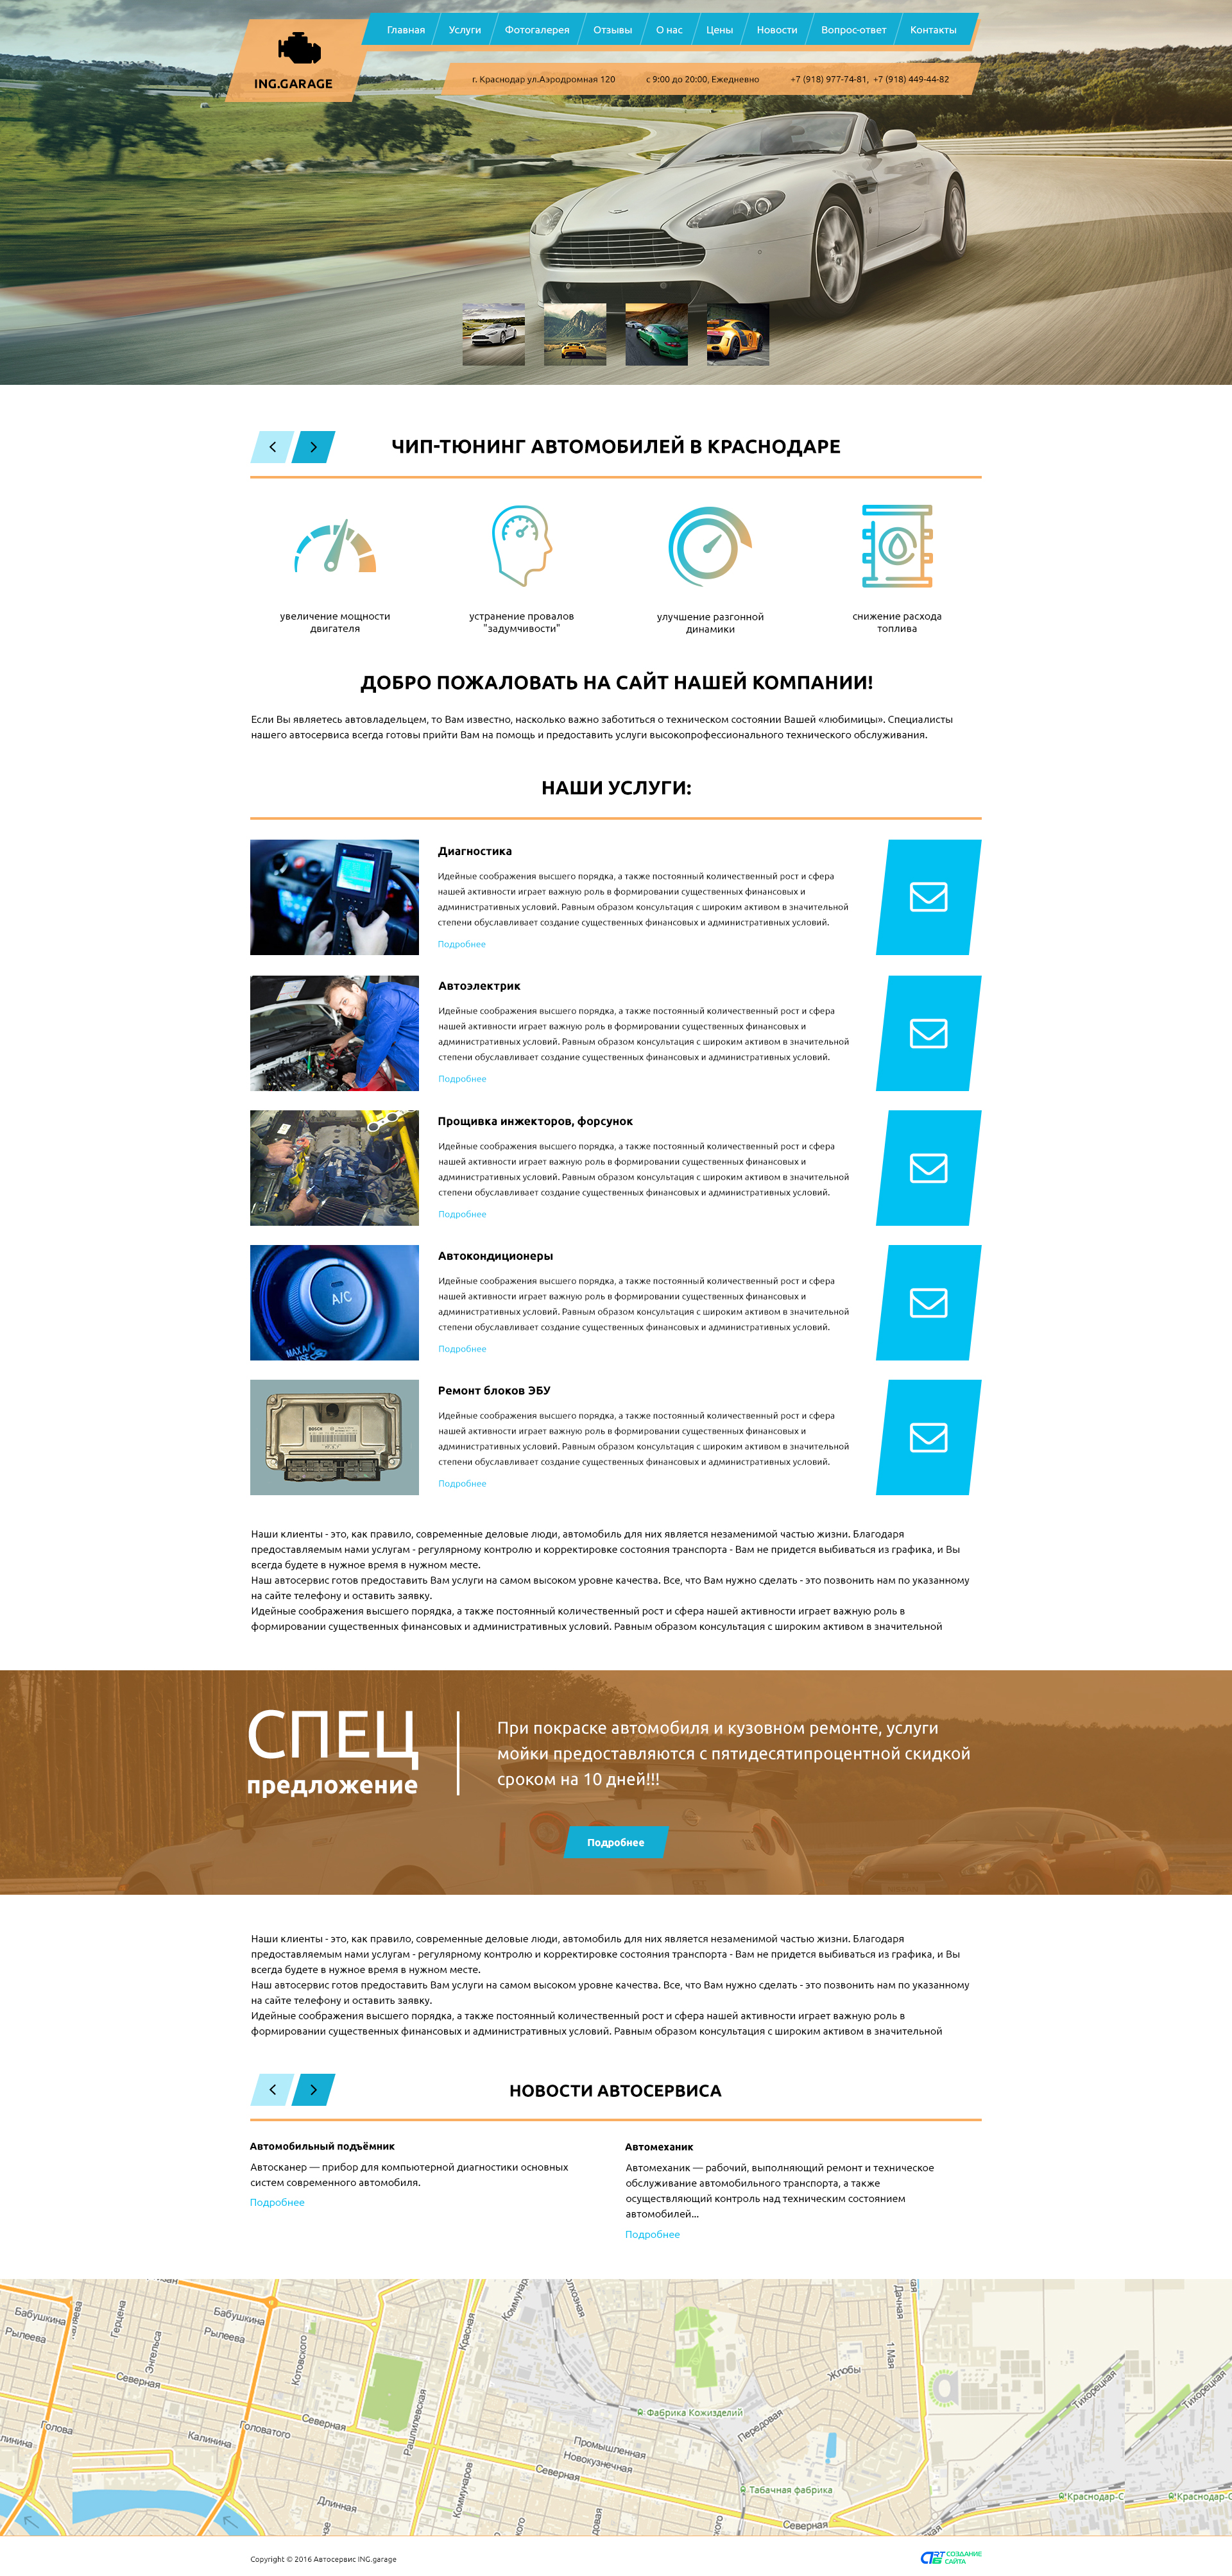 ING.GARAGE
Главная Услуги Фотогалерея Отзывы О нас Цены Новости Вопрос-ответ Контакты
г. Краснодар ул.Аэродромная 120 с 9:00 до 20:00, Ежедневно +7 (918) 977-74-81, +7 (918) 449-44-82
ЧИП-ТЮНИНГ АВТОМОБИЛЕЙ В КРАСНОДАРЕ
увеличение мощности
двигателя
устранение провалов
"задумчивости"
улучшение разгонной
динамики
снижение расхода
топлива
ДОБРО ПОЖАЛОВАТЬ НА САЙТ НАШЕЙ КОМПАНИИ!
Если Вы являетесь автовладельцем, то Вам известно, насколько важно заботиться о техническом состоянии Вашей «любимицы». Специалисты
нашего автосервиса всегда готовы прийти Вам на помощь и предоставить услуги высокопрофессионального технического обслуживания.
НАШИ УСЛУГИ:
Диагностика
Идейные соображения высшего порядка, а также постоянный количественный рост и сфера
нашей активности играет важную роль в формировании существенных финансовых и
административных условий. Равным образом консультация с широким активом в значительной
степени обуславливает создание существенных финансовых и административных условий.
Подробнее
Автоэлектрик
Идейные соображения высшего порядка, а также постоянный количественный рост и сфера
нашей активности играет важную роль в формировании существенных финансовых и
административных условий. Равным образом консультация с широким активом в значительной
степени обуславливает создание существенных финансовых и административных условий.
Подробнее
Прощивка инжекторов, форсунок
Идейные соображения высшего порядка, а также постоянный количественный рост и сфера
нашей активности играет важную роль в формировании существенных финансовых и
административных условий. Равным образом консультация с широким активом в значительной
степени обуславливает создание существенных финансовых и административных условий.
Подробнее
A/C
MAX A/C
USE
Автокондиционеры
Идейные соображения высшего порядка, а также постоянный количественный рост и сфера
нашей активности играет важную роль в формировании существенных финансовых и
административных условий. Равным образом консультация с широким активом в значительной
степени обуславливает создание существенных финансовых и административных условий.
Подробнее
BOSCH
Ремонт блоков ЭБУ
Идейные соображения высшего порядка, а также постоянный количественный рост и сфера
нашей активности играет важную роль в формировании существенных финансовых и
административных условий. Равным образом консультация с широким активом в значительной
степени обуславливает создание существенных финансовых и административных условий.
Подробнее
Наши клиенты - это, как правило, современные деловые люди, автомобиль для них является незаменимой частью жизни. Благодаря
предоставляемым нами услугам - регулярному контролю и корректировке состояния транспорта - Вам не придется выбиваться из графика, и Вы
всегда будете в нужное время в нужном месте.
Наш автосервис готов предоставить Вам услуги на самом высоком уровне качества. Все, что Вам нужно сделать - это позвонить нам по указанному
на сайте телефону и оставить заявку.
Идейные соображения высшего порядка, а также постоянный количественный рост и сфера нашей активности играет важную роль в
формировании существенных финансовых и административных условий. Равным образом консультация с широким активом в значительной
СПЕЦ
предложение
При покраске автомобиля и кузовном ремонте, услуги
мойки предоставляются с пятидесятипроцентной скидкой
сроком на 10 дней!!!
Подробнее
Наши клиенты - это, как правило, современные деловые люди, автомобиль для них является незаменимой частью жизни. Благодаря
предоставляемым нами услугам - регулярному контролю и корректировке состояния транспорта - Вам не придется выбиваться из графика, и Вы
всегда будете в нужное время в нужном месте.
Наш автосервис готов предоставить Вам услуги на самом высоком уровне качества. Все, что Вам нужно сделать - это позвонить нам по указанному
на сайте телефону и оставить заявку.
Идейные соображения высшего порядка, а также постоянный количественный рост и сфера нашей активности играет важную роль в
формировании существенных финансовых и административных условий. Равным образом консультация с широким активом в значительной
НОВОСТИ АВТОСЕРВИСА
Автомобильный подъёмник
Автосканер — прибор для компьютерной диагностики основных
систем современного автомобиля.
Подробнее
Автомеханик
Автомеханик — рабочий, выполняющий ремонт и техническое
обслуживание автомобильного транспорта, а также
осуществляющий контроль над техническим состоянием
автомобилей...
Подробнее
Бабушкина
Рылеева
Герцена
Энгельса
Северная
Голова
Калинина
Бабушкина
Рылеева
Котовского
Головатого
Северная
Длинная
Рашпилевская
Красная
Коммунаров
Промышленная
Новокузнечная
Северная
Фабрика Кожизделий
Передовая
Табачная фабрика
Северная
Жлобы
Дачная
1 Мая
Тихорецкая
Тихорецкая
Краснодар-С
Краснодар-С
Copyright © 2016 Автосервис ING.garage
СОЗДАНИЕ
САЙТА